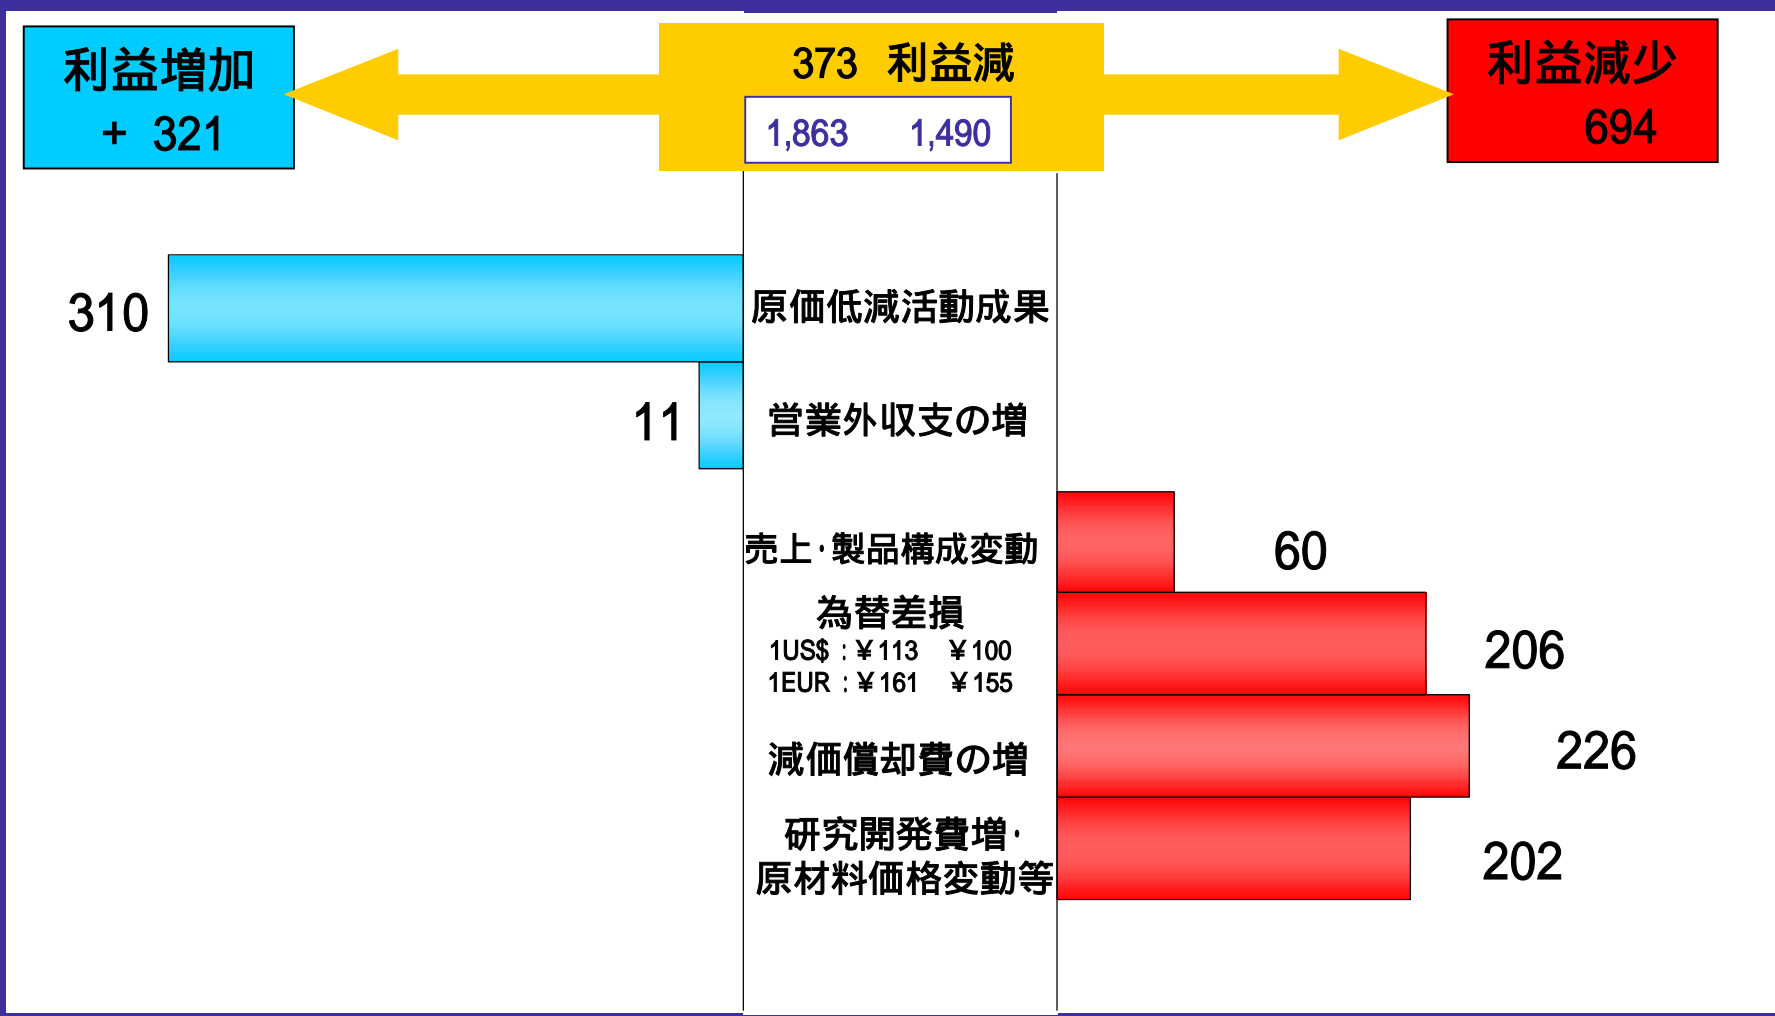 利益増加
+ 321
373 利益減
1,863 1,490
利益減少
694
310
原価低減活動成果
11
営業外収支の増
売上・製品構成変動
60
為替差損
1US$ : ¥113 ¥100
1EUR : ¥161 ¥155
206
減価償却費の増
226
研究開発費増・
原材料価格変動等
202